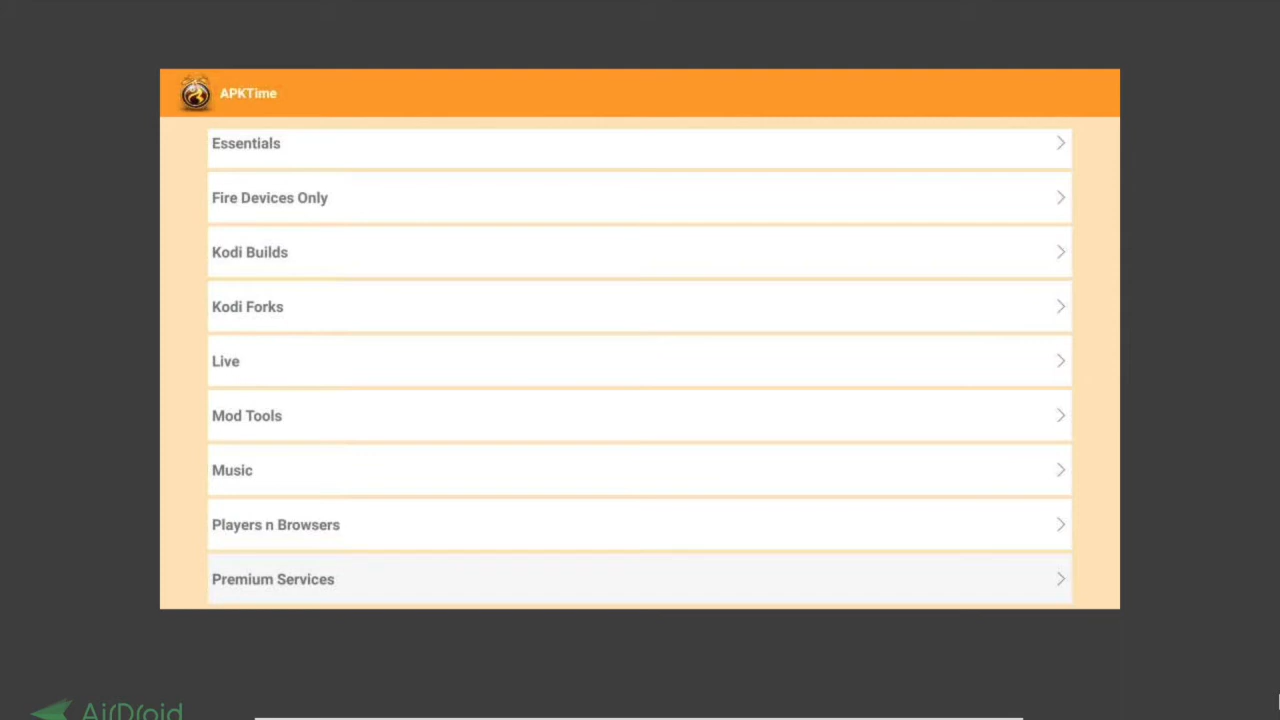 APKTime
Essentials
Fire Devices Only
Kodi Builds
Kodi Forks
Live
Mod Tools
Music
Players n Browsers
Premium Services
AirDroid